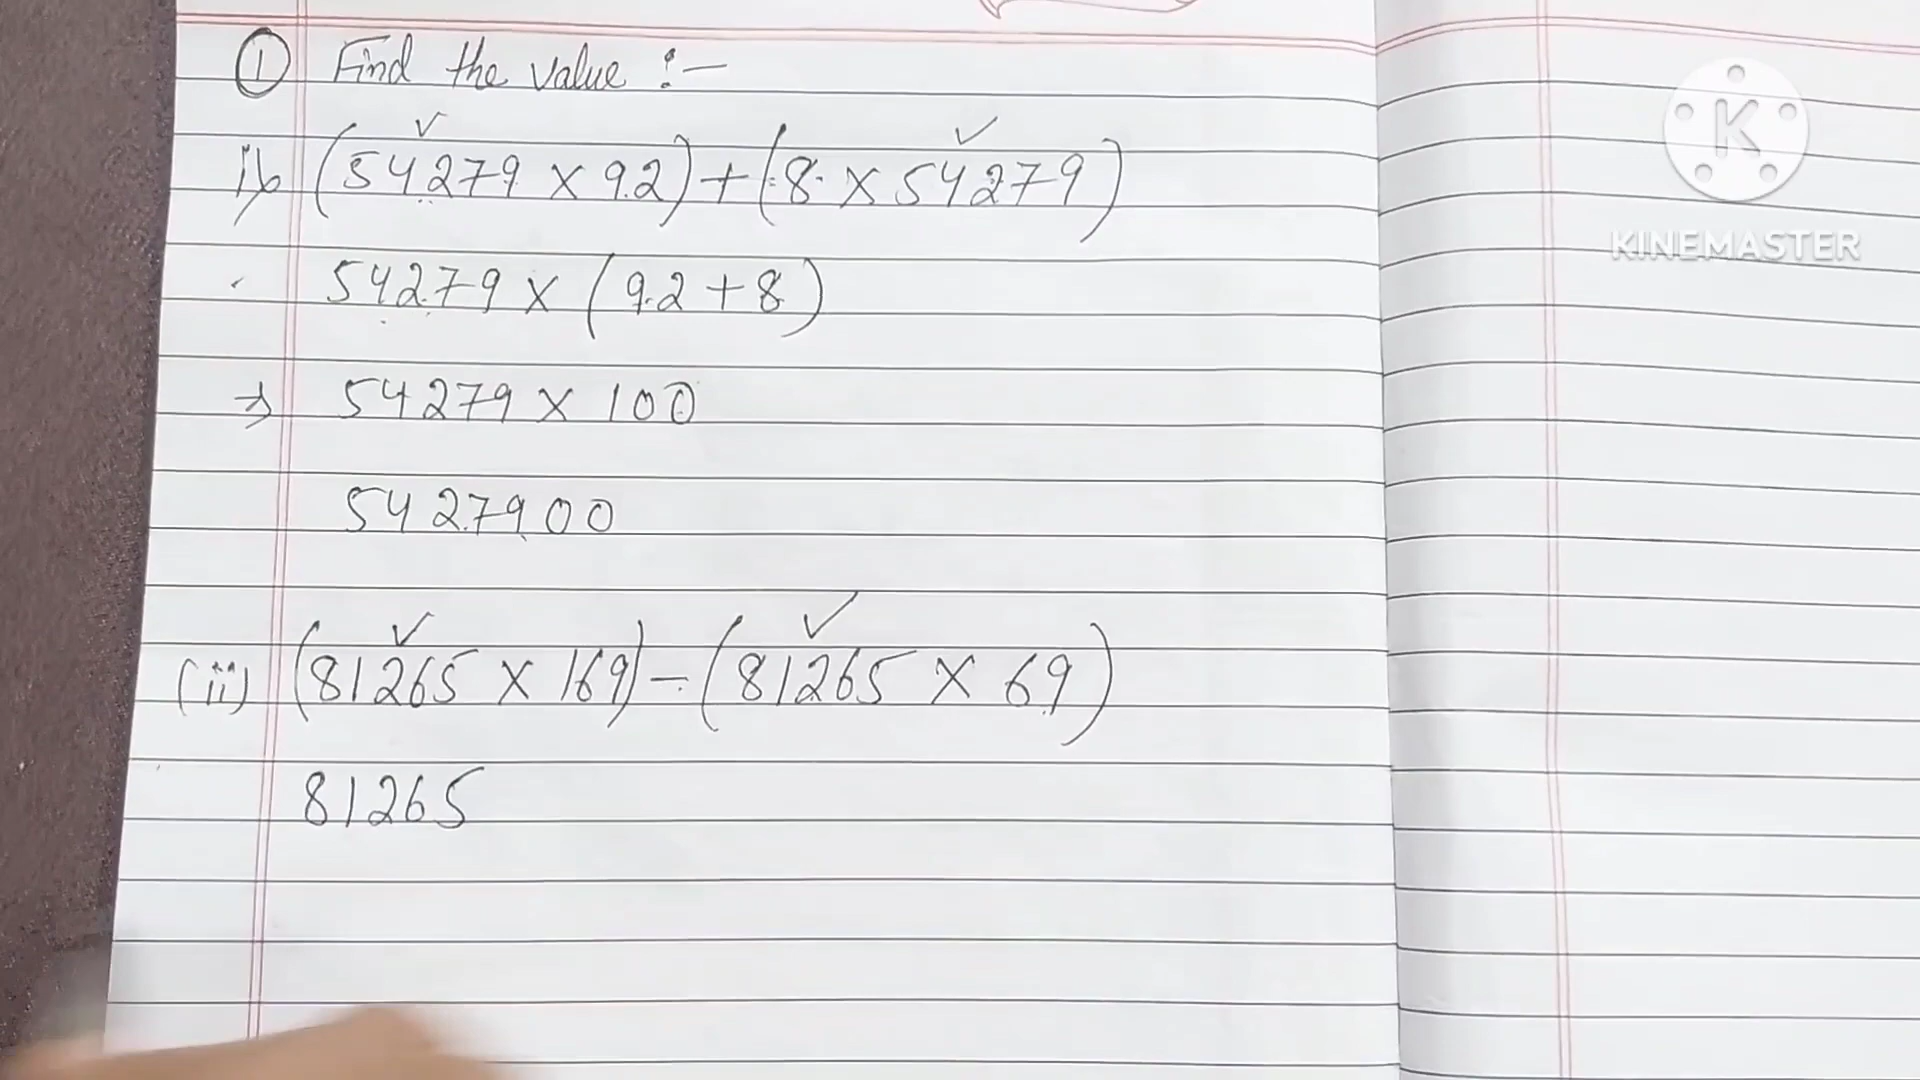 ① Find the value :-
i) (54279 × 92) + (8 × 54279)
54279 × (92 + 8)
⇒ 54279 × 100
5427900
(ii) (81265 × 169) - (81265 × 69)
81265
K
KINEMASTER